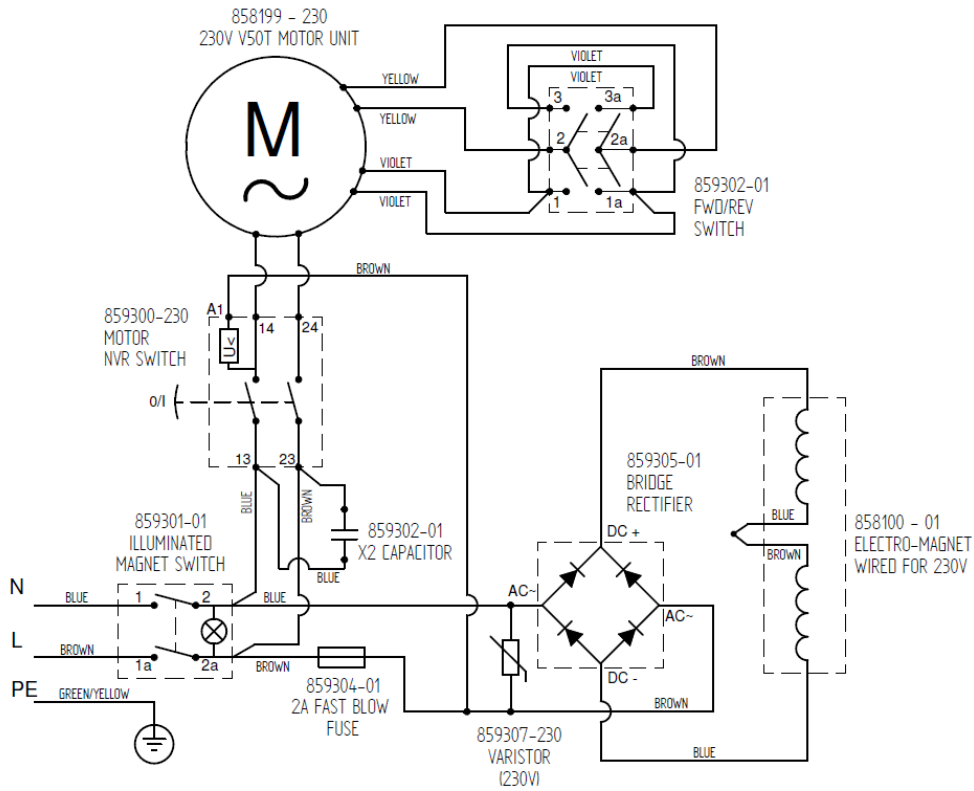 858199 - 230
230V V50T MOTOR UNIT
M
YELLOW
YELLOW
VIOLET
VIOLET
VIOLET
VIOLET
3
3a
2
2a
1
1a
859302-01
FWD/REV
SWITCH
BROWN
859300-230
MOTOR
NVR SWITCH
A1
14
24
U<
0/I
13
23
BLUE
BROWN
859302-01
X2 CAPACITOR
BLUE
859301-01
ILLUMINATED
MAGNET SWITCH
N
BLUE
1
2
BLUE
L
BROWN
1a
2a
BROWN
PE
GREEN/YELLOW
859304-01
2A FAST BLOW
FUSE
859307-230
VARISTOR
(230V)
859305-01
BRIDGE
RECTIFIER
DC +
AC~
AC~
DC -
BROWN
BROWN
BLUE
BLUE
BROWN
858100 - 01
ELECTRO-MAGNET
WIRED FOR 230V